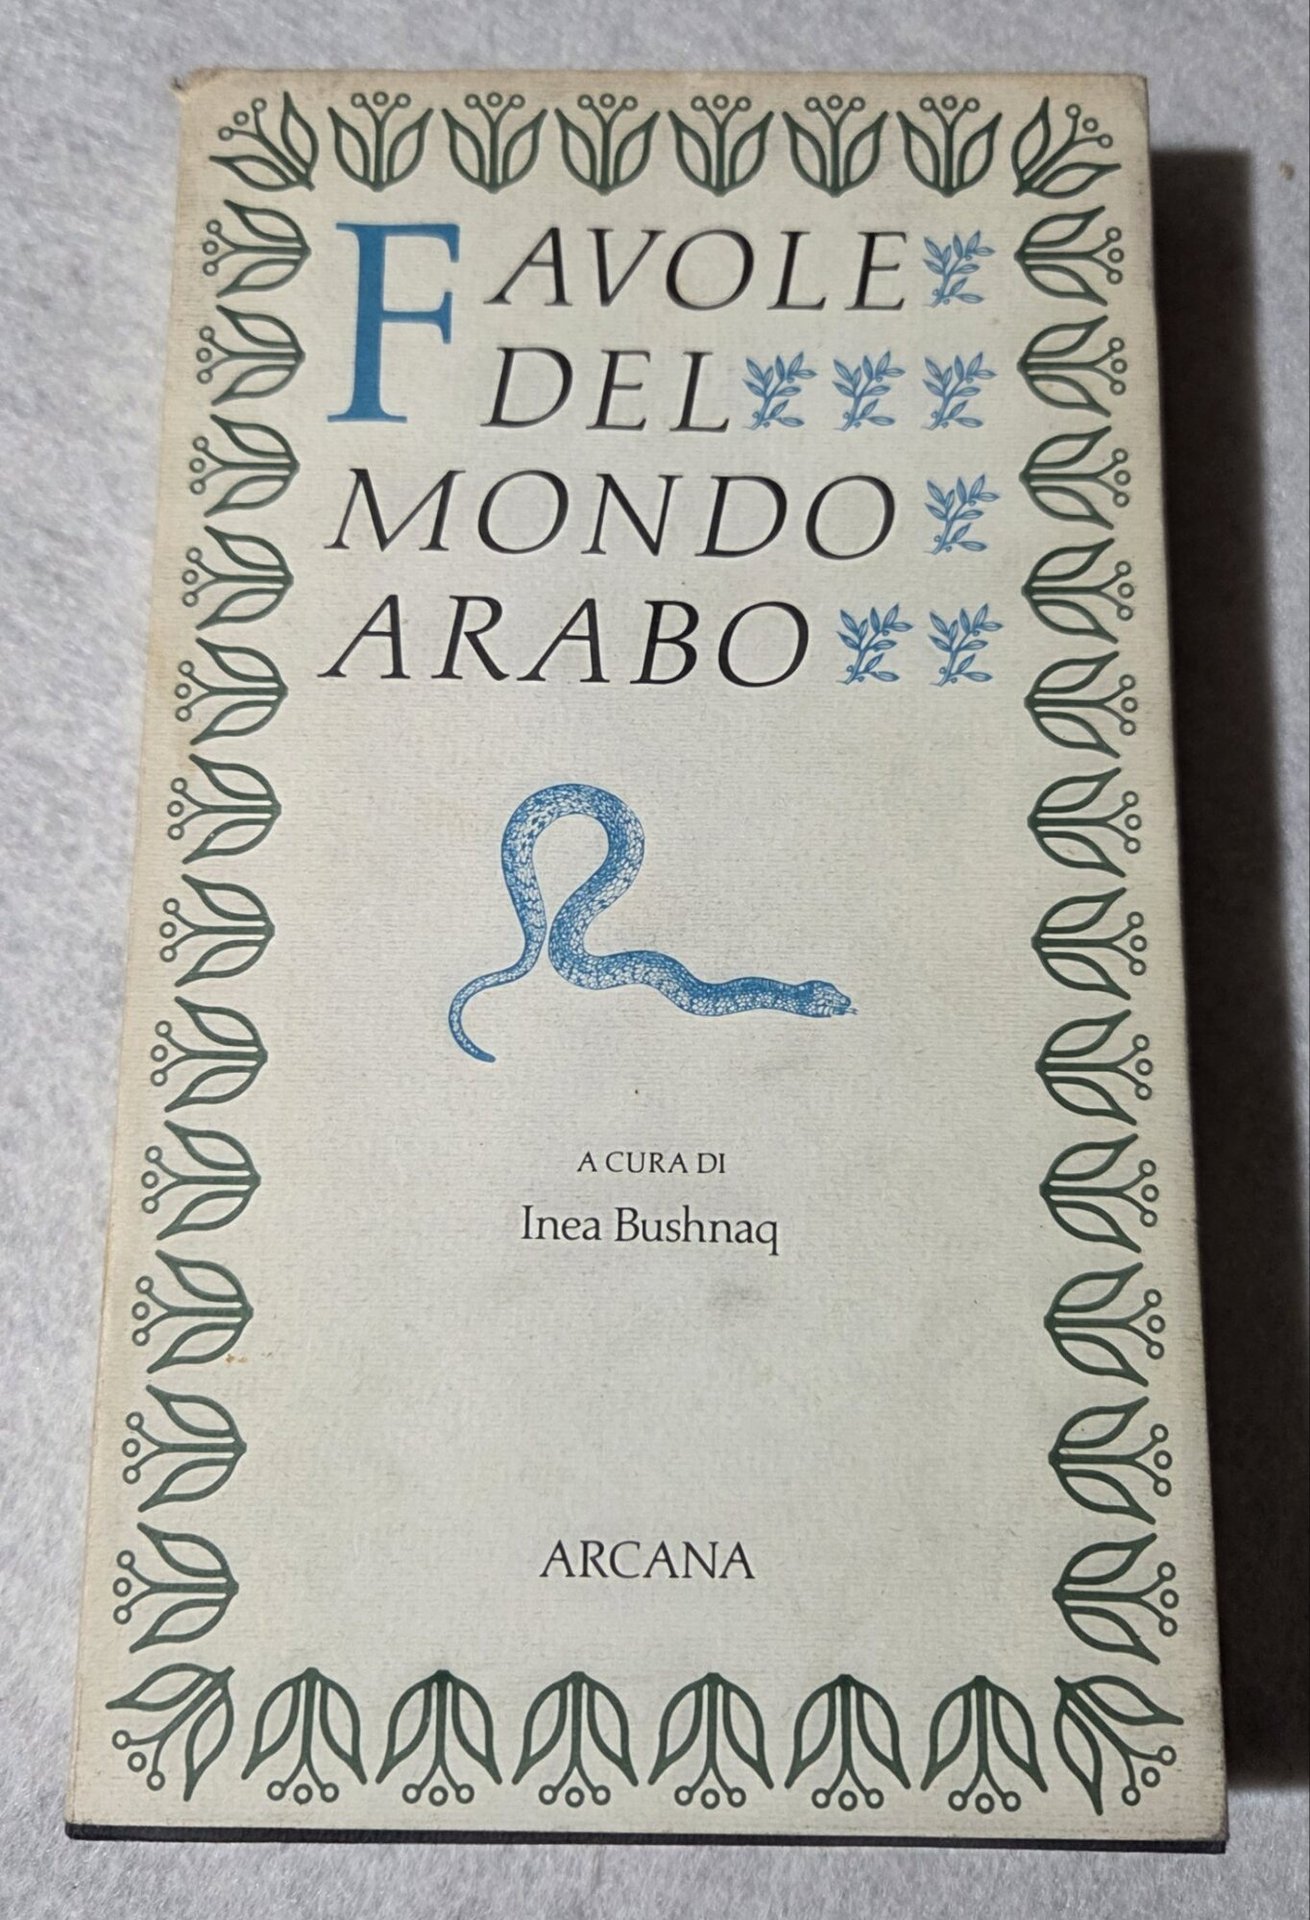 FAVOLE
DEL
MONDO
ARABO
A CURA DI
Inea Bushnaq
ARCANA